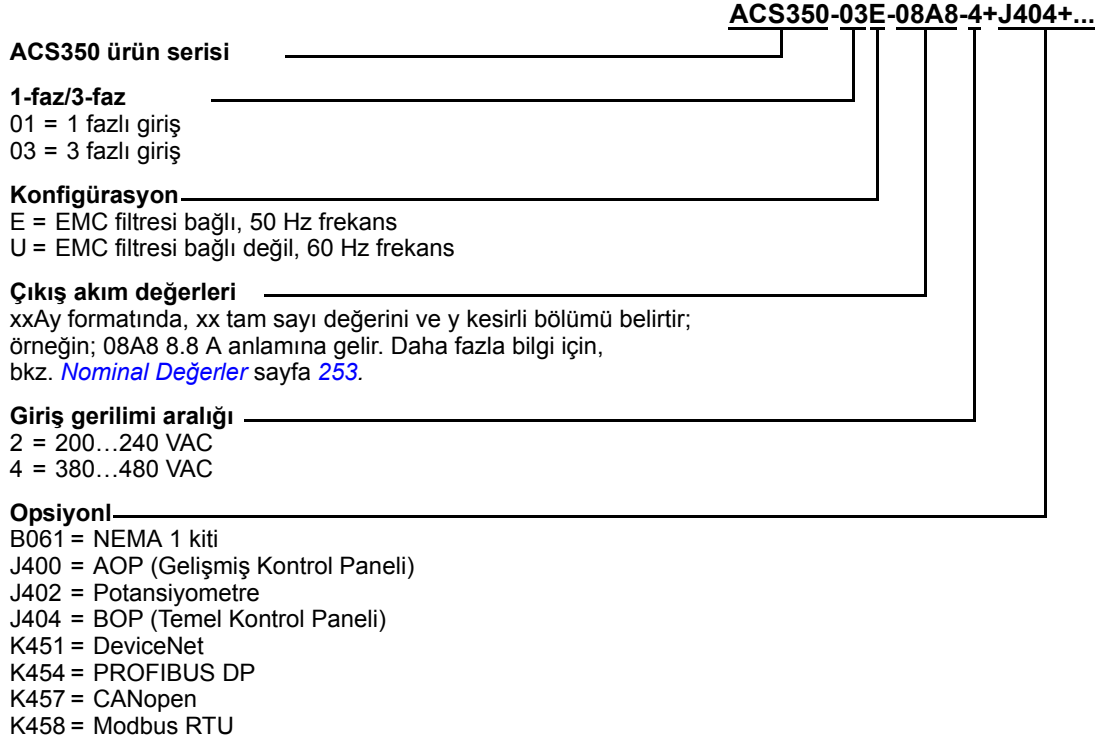 ACS350-03E-08A8-4+J404+...
ACS350 ürün serisi
1-faz/3-faz
01 = 1 fazlı giriş
03 = 3 fazlı giriş
Konfigürasyon
E = EMC filtresi bağlı, 50 Hz frekans
U = EMC filtresi bağlı değil, 60 Hz frekans
Çıkış akım değerleri
xxAy formatında, xx tam sayı değerini ve y kesirli bölümü belirtir;
örneğin; 08A8 8.8 A anlamına gelir. Daha fazla bilgi için,
bkz. Nominal Değerler sayfa 253.
Giriş gerilimi aralığı
2 = 200…240 VAC
4 = 380…480 VAC
Opsiyonl
B061 = NEMA 1 kiti
J400 = AOP (Gelişmiş Kontrol Paneli)
J402 = Potansiyometre
J404 = BOP (Temel Kontrol Paneli)
K451 = DeviceNet
K454 = PROFIBUS DP
K457 = CANopen
K458 = Modbus RTU